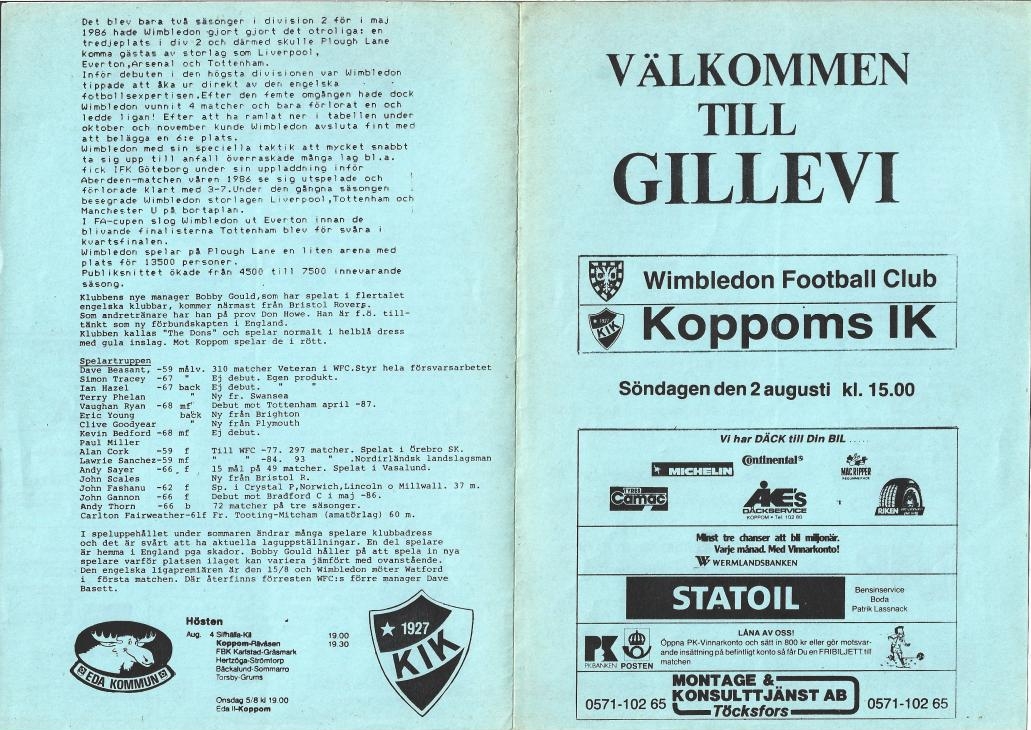 Det blev bara två säsonger i division 2 för i maj
1986 hade Wimbledon gjort gjort det otroliga: en
tredjeplats i div 2 och därmed skulle Plough Lane
komma gästas av storlag som Liverpool,
Everton,Arsenal och Tottenham.
Inför debuten i den högsta divisionen var Wimbledon
tippade att åka ur direkt av den engelska
fotbollsexpertisen.Efter den femte omgången hade dock
Wimbledon vunnit 4 matcher och bara förlorat en och
ledde ligan! Efter att ha ramlat ner i tabellen under
oktober och november kunde Wimbledon avsluta fint med
att belägga en 6:e plats.
Wimbledon med sin speciella taktik att mycket snabbt
ta sig upp till anfall överraskade många lag bl.a.
fick IFK Göteborg under sin uppladdning inför
Aberdeen-matchen våren 1986 se sig utspelade och
förlorade klart med 3-7.Under den gångna säsongen
besegrade Wimbledon storlagen Liverpool,Tottenham och
Manchester U på bortaplan.
I FA-cupen slog Wimbledon ut Everton innan de
blivande finalisterna Tottenham blev för svåra i
kvartsfinalen.
Wimbledon spelar på Plough Lane en liten arena med
plats för 13500 personer.
Publiksnittet ökade från 4500 till 7500 innevarande
säsong.
Klubbens nye manager Bobby Gould,som har spelat i flertalet
engelska klubbar, kommer närmast från Bristol Rovers.
Som andretränare har han på prov Don Howe. Han är f.ö. till-
tänkt som ny förbundskapten i England.
Klubben kallas "The Dons" och spelar normalt i helblå dress
med gula inslag. Mot Koppom spelar de i rött.
Spelartruppen
Dave Beasant, -59 målv. 310 matcher Veteran i WFC.Styr hela försvarsarbetet
Simon Tracey -67 " Ej debut. Egen produkt.
Ian Hazel -67 back Ej debut. " "
Terry Phelan " Ny fr. Swansea
Vaughan Ryan -68 mf Debut mot Tottenham april -87.
Eric Young back Ny från Brighton
Clive Goodyear " Ny från Plymouth
Kevin Bedford -68 mf Ej debut.
Paul Miller
Alan Cork -59 f Till WFC -77. 297 matcher. Spelat i Örebro SK.
Lawrie Sanchez-59 mf " " -84. 93 " .Nordirländsk landslagsman
Andy Sayer -66 f 15 mål på 49 matcher. Spelat i Vasalund.
John Scales Ny från Bristol R.
John Fashanu -62 f Sp. i Crystal P,Norwich,Lincoln o Millwall. 37 m.
John Gannon -66 f Debut mot Bradford C i maj -86.
Andy Thorn -66 b 72 matcher på tre säsonger.
Carlton Fairweather-61f Fr. Tooting-Mitcham (amatörlag) 60 m.
I speluppehållet under sommaren ändrar många spelare klubbadress
och det är svårt att ha aktuella laguppställningar. En del spelare
är hemma i England pga skador. Bobby Gould håller på att spela in nya
spelare varför platsen ilaget kan variera jämfört med ovanstående.
Den engelska ligapremiären är den 15/8 och Wimbledon möter Watford
i första matchen. Där återfinns förresten WFC:s förre manager Dave
Basett.
EDA KOMMUN
Hösten
Aug. 4 Silfhälla-Kil 19.00
Koppom-Råvåsen 19.30
FBK Karlstad-Gräsmark
Hertzöga-Strömtorp
Bäckalund-Sommarro
Torsby-Grums
Onsdag 5/8 kl 19.00
Eda II-Koppom
1927
KIK
VÄLKOMMEN
TILL
GILLEVI
Wimbledon Football Club
1927
KIK
Koppoms IK
Söndagen den 2 augusti kl. 15.00
Vi har DÄCK till Din BIL .....
MICHELIN
Continental
MAC RIPPER
Camac
ÅKE'S
DÄCKSERVICE
KOPPOM • Tel. 102 80
RIKEN
Minst tre chanser att bli miljonär.
Varje månad. Med Vinnarkonto!
WERMLANDSBANKEN
STATOIL
Bensinservice
Boda
Patrik Lassnack
PK
PKBANKEN POSTEN
LÅNA AV OSS!
Öppna PK-Vinnarkonto och sätt in 800 kr eller gör motsvar-
ande insättning på befintligt konto så får Du en FRIBILJETT till
matchen
0571-102 65
MONTAGE &
KONSULTTJÄNST AB
Töcksfors
0571-102 65